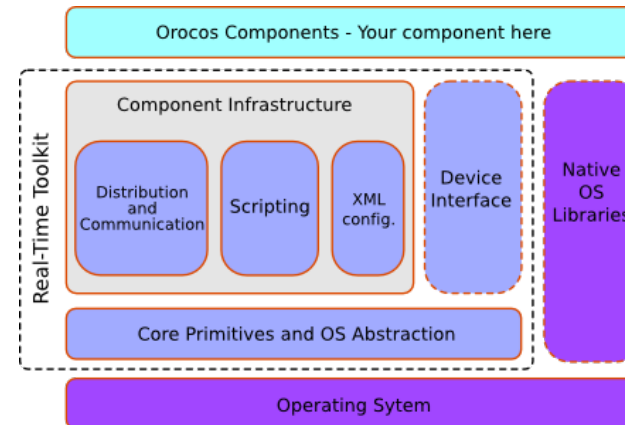 Orocos Components - Your component here
Real-Time Toolkit
Component Infrastructure
Distribution
and
Communication
Scripting
XML
config.
Device
Interface
Native
OS
Libraries
Core Primitives and OS Abstraction
Operating Sytem